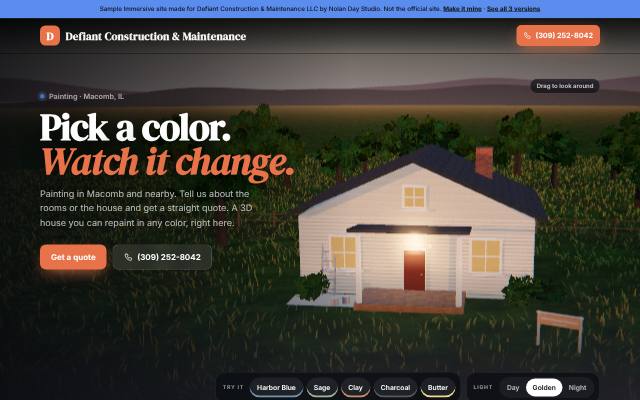 Sample Immersive site made for Defiant Construction & Maintenance LLC by Nolan Day Studio. Not the official site. Make it mine · See all 3 versions
D Defiant Construction & Maintenance
(309) 252-8042
Drag to look around
Painting · Macomb, IL
Pick a color.
Watch it change.
Painting in Macomb and nearby. Tell us about the
rooms or the house and get a straight quote. A 3D
house you can repaint in any color, right here.
Get a quote
(309) 252-8042
TRY IT Harbor Blue Sage Clay Charcoal Butter
LIGHT Day Golden Night